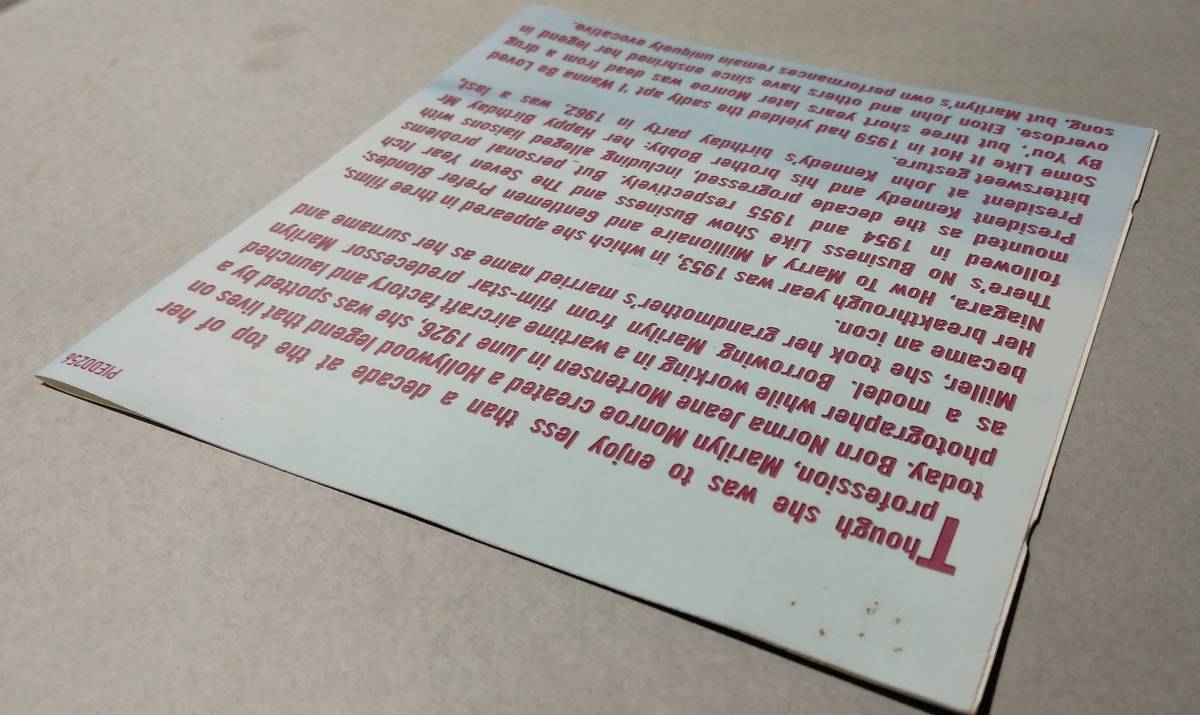 Though she was to enjoy less than a decade at the top of her
profession, Marilyn Monroe created a Hollywood legend that lives on
today. Born Norma Jeane Mortensen in June 1926, she was spotted by a
photographer while working in a wartime aircraft factory and launched
as a model. Borrowing Marilyn from film-star predecessor Marilyn
Miller, she took her grandmother's married name as her surname and
became an icon.
Her breakthrough year was 1953, in which she appeared in three films,
Niagara, How To Marry A Millionaire and Gentlemen Prefer Blondes;
There's No Business Like Show Business and The Seven Year Itch
followed in 1954 and 1955 respectively. But personal problems
mounted as the decade progressed, including alleged liaisons with
President Kennedy and his brother Bobby: her Happy Birthday Mr
President at John Kennedy's birthday party in 1962, was a last,
bittersweet gesture.
Some Like It Hot in 1959 had yielded the sadly apt 'I Wanna Be Loved
By You', but three short years later Monroe was dead from a drug
overdose. Elton John and others have since enshrined her legend in
song, but Marilyn's own performances remain uniquely evocative.
PIED0256